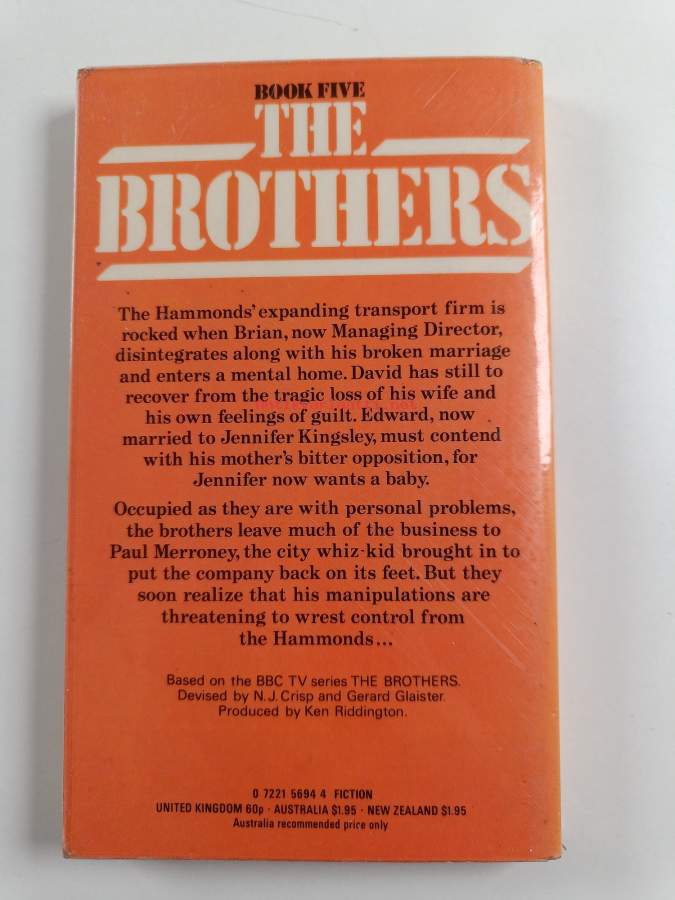 BOOK FIVE
THE
BROTHERS
The Hammonds' expanding transport firm is
rocked when Brian, now Managing Director,
disintegrates along with his broken marriage
and enters a mental home. David has still to
recover from the tragic loss of his wife and
his own feelings of guilt. Edward, now
married to Jennifer Kingsley, must contend
with his mother's bitter opposition, for
Jennifer now wants a baby.
Occupied as they are with personal problems,
the brothers leave much of the business to
Paul Merroney, the city whiz-kid brought in to
put the company back on its feet. But they
soon realize that his manipulations are
threatening to wrest control from
the Hammonds...
Based on the BBC TV series THE BROTHERS.
Devised by N.J. Crisp and Gerard Glaister.
Produced by Ken Riddington.
0 7221 5694 4 FICTION
UNITED KINGDOM 60p · AUSTRALIA $1.95 · NEW ZEALAND $1.95
Australia recommended price only